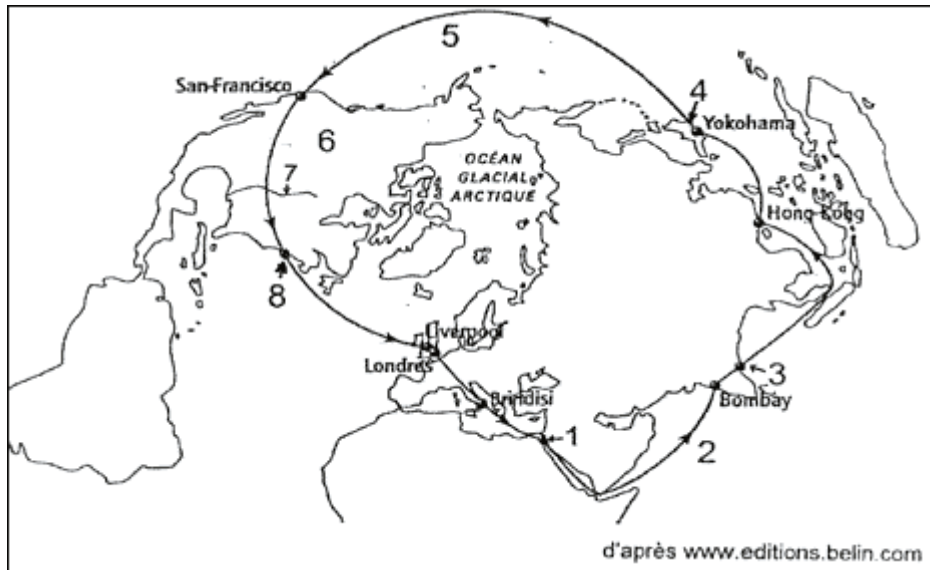 5
San-Francisco
4
Yokohama
6
OCÉAN
GLACIAL
ARCTIQUE
7
Hong-Kong
8
Liverpool
Londres
3
Brindisi
Bombay
1
2
d'après www.editions.belin.com